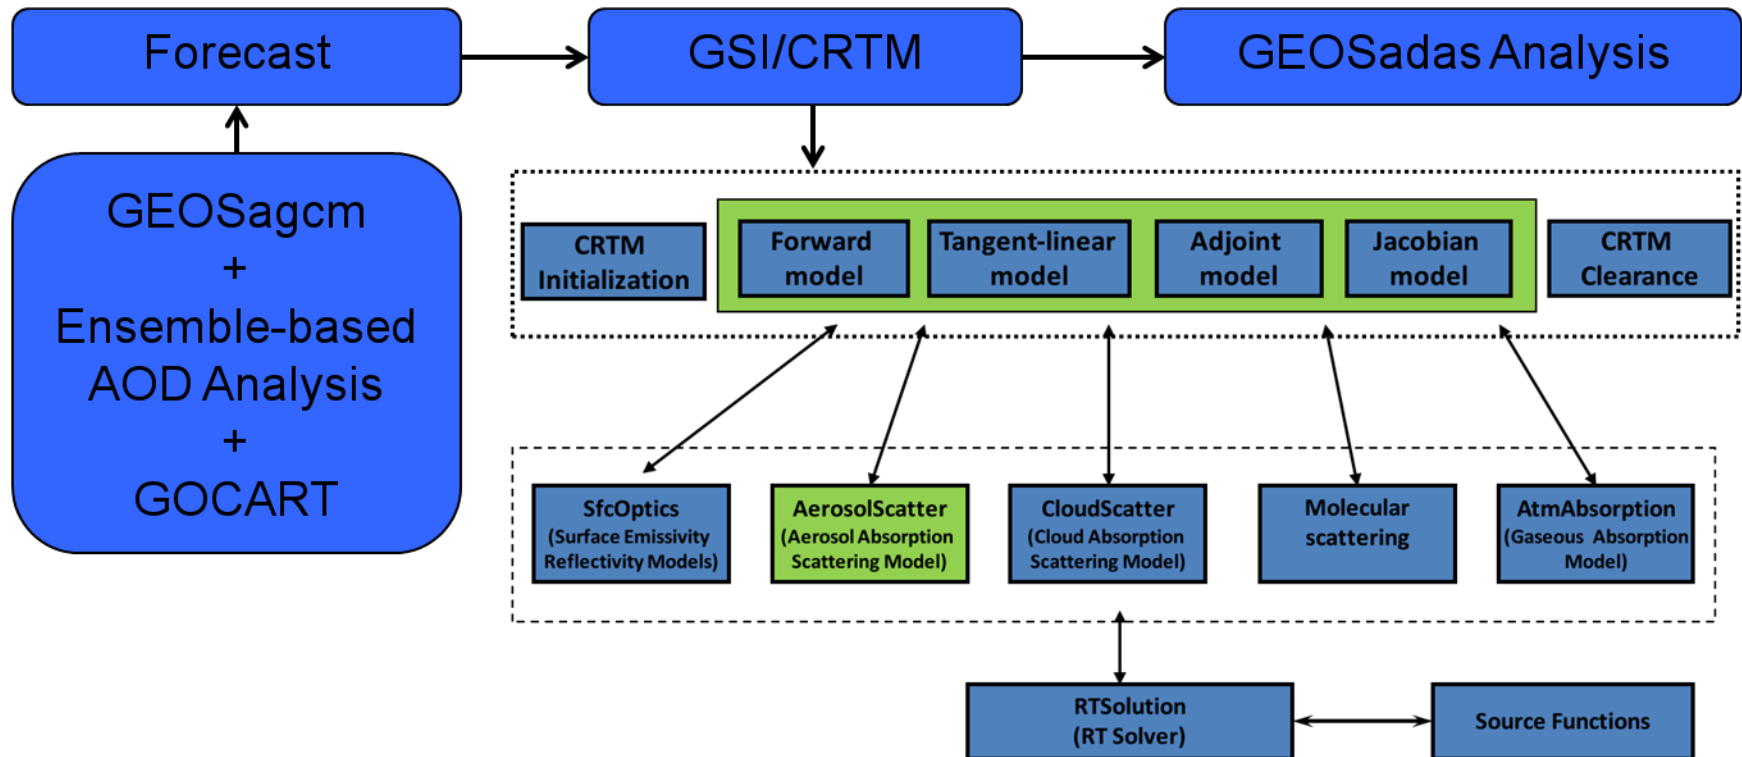 Forecast
GSI/CRTM
GEOSadas Analysis
GEOSagcm
+
Ensemble-based
AOD Analysis
+
GOCART
CRTM
Initialization
Forward
model
Tangent-linear
model
Adjoint
model
Jacobian
model
CRTM
Clearance
SfcOptics
(Surface Emissivity
Reflectivity Models)
AerosolScatter
(Aerosol Absorption
Scattering Model)
CloudScatter
(Cloud Absorption
Scattering Model)
Molecular
scattering
AtmAbsorption
(Gaseous Absorption
Model)
RTSolution
(RT Solver)
Source Functions